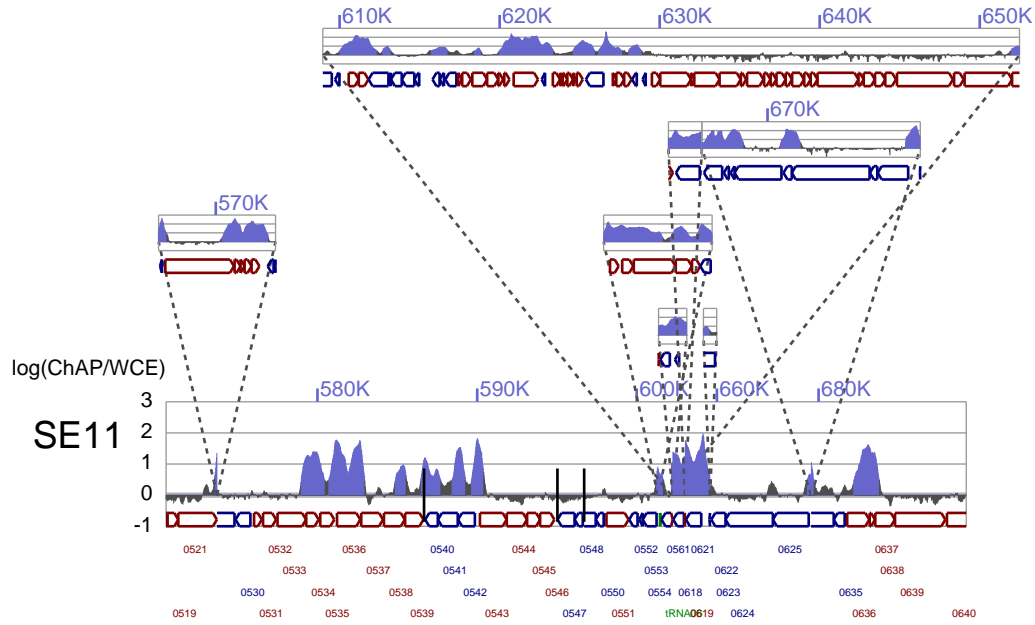 610K 620K 630K 640K 650K
670K
570K
log(ChAP/WCE)
580K 590K 600K 660K 680K
SE11
3
2
1
0
-1
0521 0532 0536 0540 0544 0548 0552 0561 0621 0625 0637
0533 0537 0541 0545 0553 0622 0638
0530 0534 0538 0542 0546 0550 0554 0618 0623 0635 0639
0519 0531 0535 0539 0543 0547 0551 tRNA 0619 0624 0636 0640